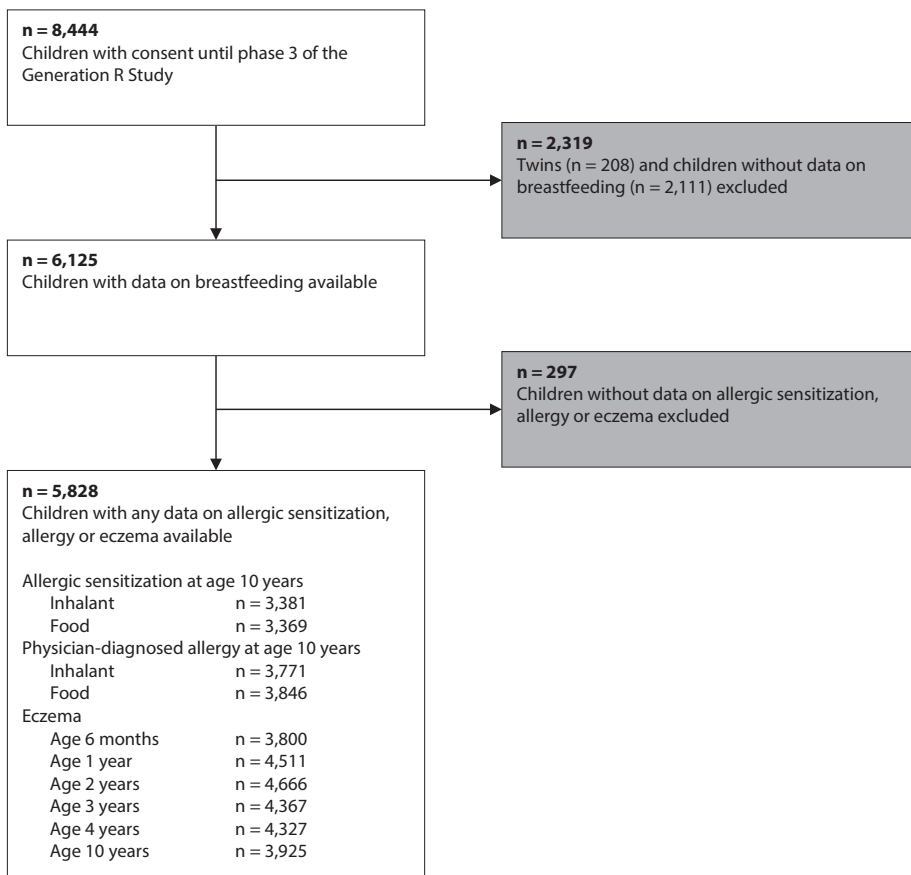 n = 8,444
Children with consent until phase 3 of the
Generation R Study
n = 2,319
Twins (n = 208) and children without data on
breastfeeding (n = 2,111) excluded
n = 6,125
Children with data on breastfeeding available
n = 297
Children without data on allergic sensitization,
allergy or eczema excluded
n = 5,828
Children with any data on allergic sensitization,
allergy or eczema available
Allergic sensitization at age 10 years
Inhalant n = 3,381
Food n = 3,369
Physician-diagnosed allergy at age 10 years
Inhalant n = 3,771
Food n = 3,846
Eczema
Age 6 months n = 3,800
Age 1 year n = 4,511
Age 2 years n = 4,666
Age 3 years n = 4,367
Age 4 years n = 4,327
Age 10 years n = 3,925